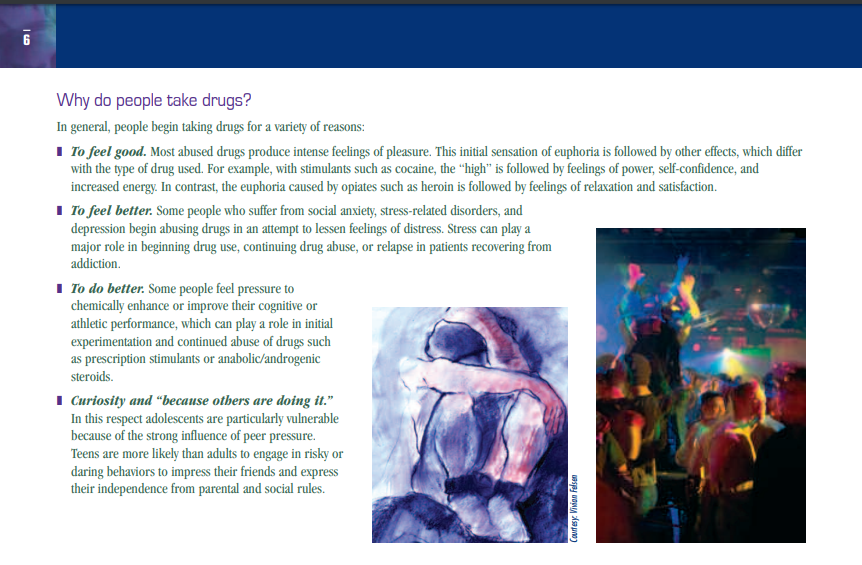 6
Why do people take drugs?
In general, people begin taking drugs for a variety of reasons:
To feel good. Most abused drugs produce intense feelings of pleasure. This initial sensation of euphoria is followed by other effects, which differ
with the type of drug used. For example, with stimulants such as cocaine, the “high” is followed by feelings of power, self-confidence, and
increased energy. In contrast, the euphoria caused by opiates such as heroin is followed by feelings of relaxation and satisfaction.
To feel better. Some people who suffer from social anxiety, stress-related disorders, and
depression begin abusing drugs in an attempt to lessen feelings of distress. Stress can play a
major role in beginning drug use, continuing drug abuse, or relapse in patients recovering from
addiction.
To do better. Some people feel pressure to
chemically enhance or improve their cognitive or
athletic performance, which can play a role in initial
experimentation and continued abuse of drugs such
as prescription stimulants or anabolic/androgenic
steroids.
Curiosity and “because others are doing it.”
In this respect adolescents are particularly vulnerable
because of the strong influence of peer pressure.
Teens are more likely than adults to engage in risky or
daring behaviors to impress their friends and express
their independence from parental and social rules.
Courtesy: Vivian Felsen